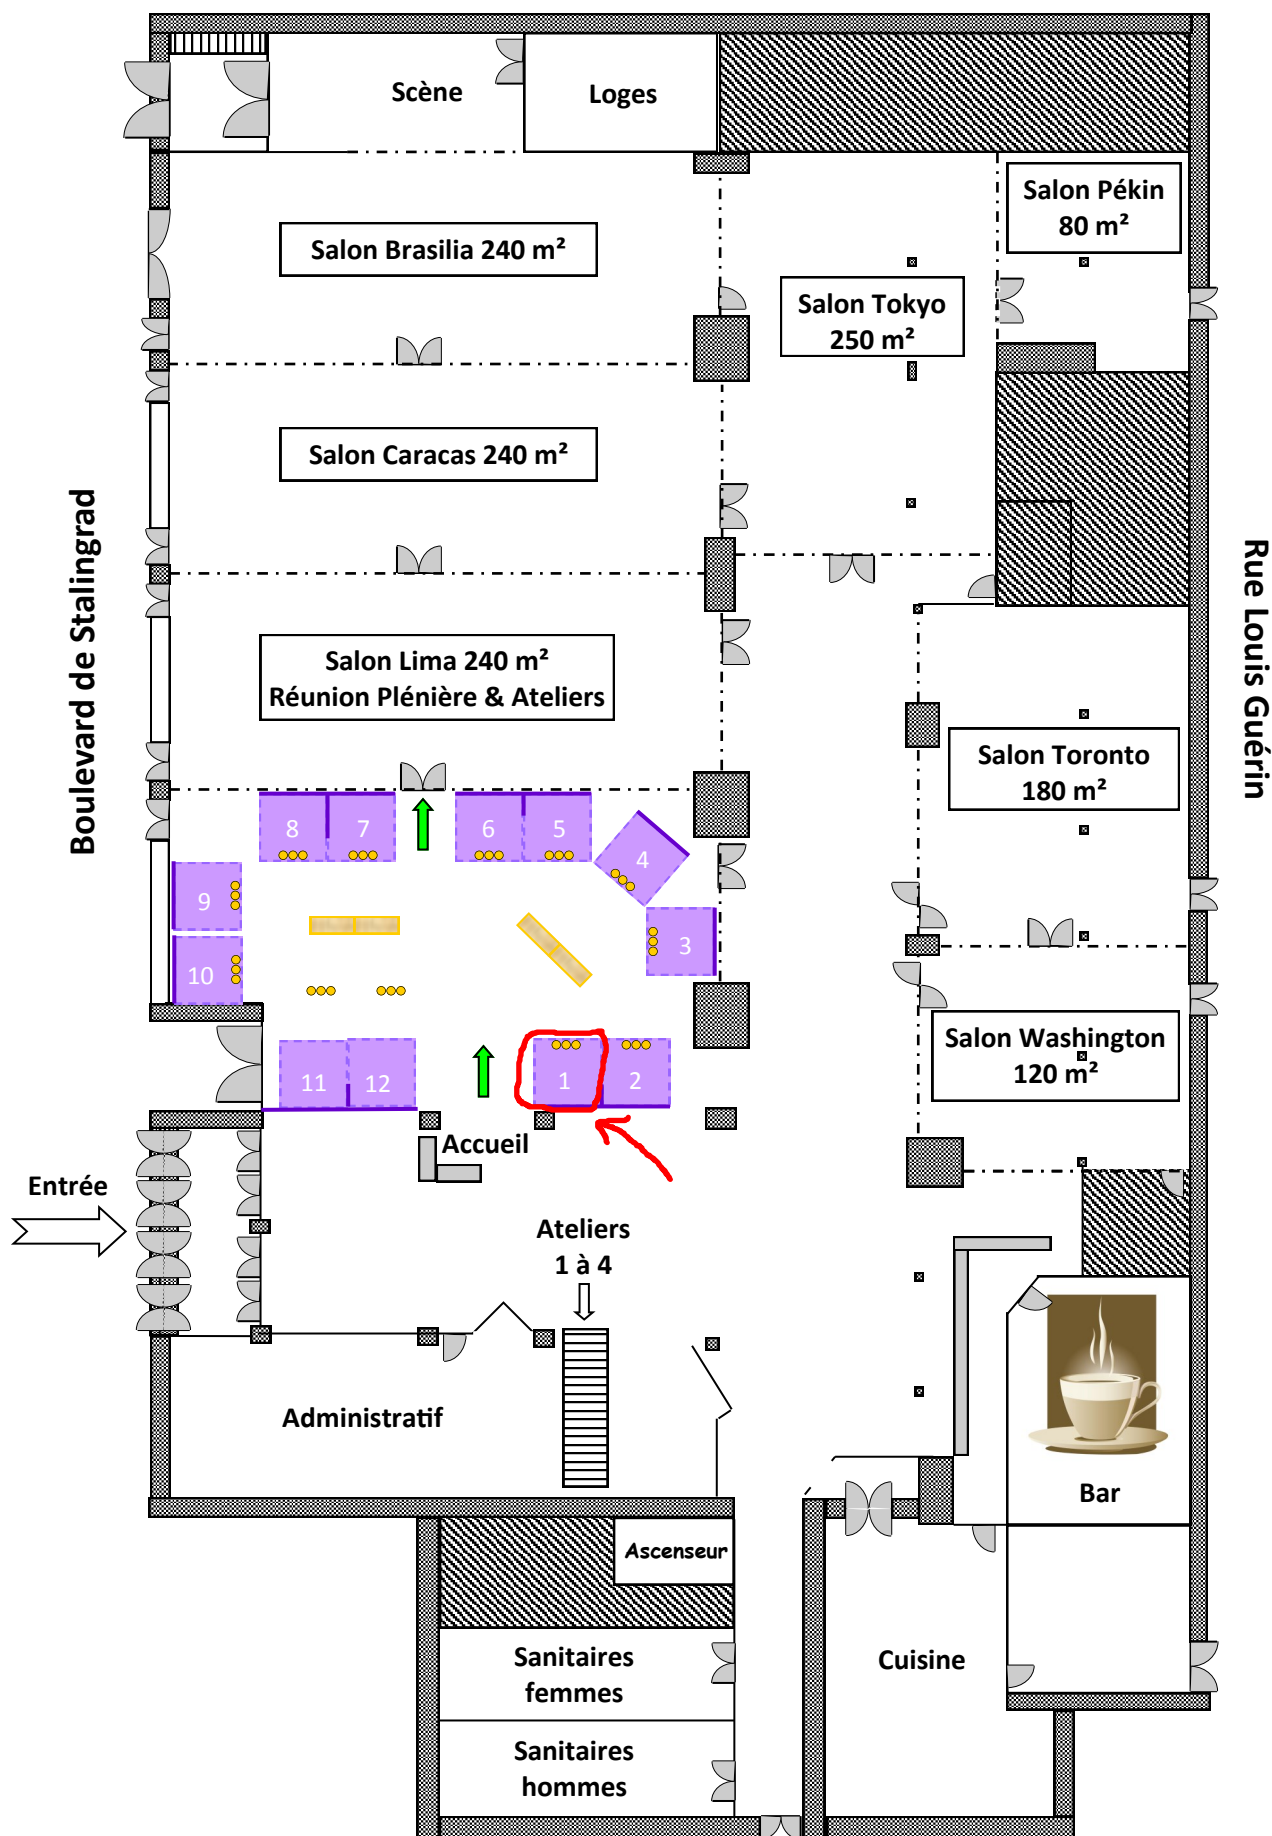 Scène
Loges
Salon Pékin
80 m²
Salon Brasilia 240 m²
Salon Tokyo
250 m²
Salon Caracas 240 m²
Boulevard de Stalingrad
Rue Louis Guérin
Salon Lima 240 m²
Réunion Plénière & Ateliers
Salon Toronto
180 m²
8
7
6
5
4
9
3
10
Salon Washington
120 m²
11
12
1
2
Accueil
Entrée
Ateliers
1 à 4
Administratif
Bar
Ascenseur
Sanitaires
femmes
Cuisine
Sanitaires
hommes